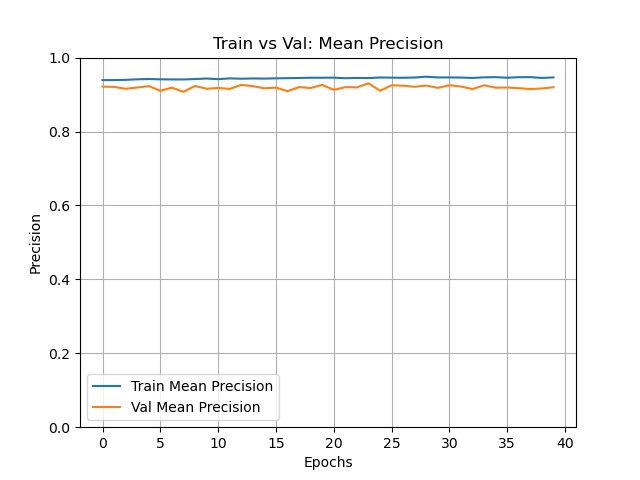 Train vs Val: Mean Precision
1.0
0.8
0.6
0.4
0.2
0.0
Precision
Train Mean Precision
Val Mean Precision
0 5 10 15 20 25 30 35 40
Epochs